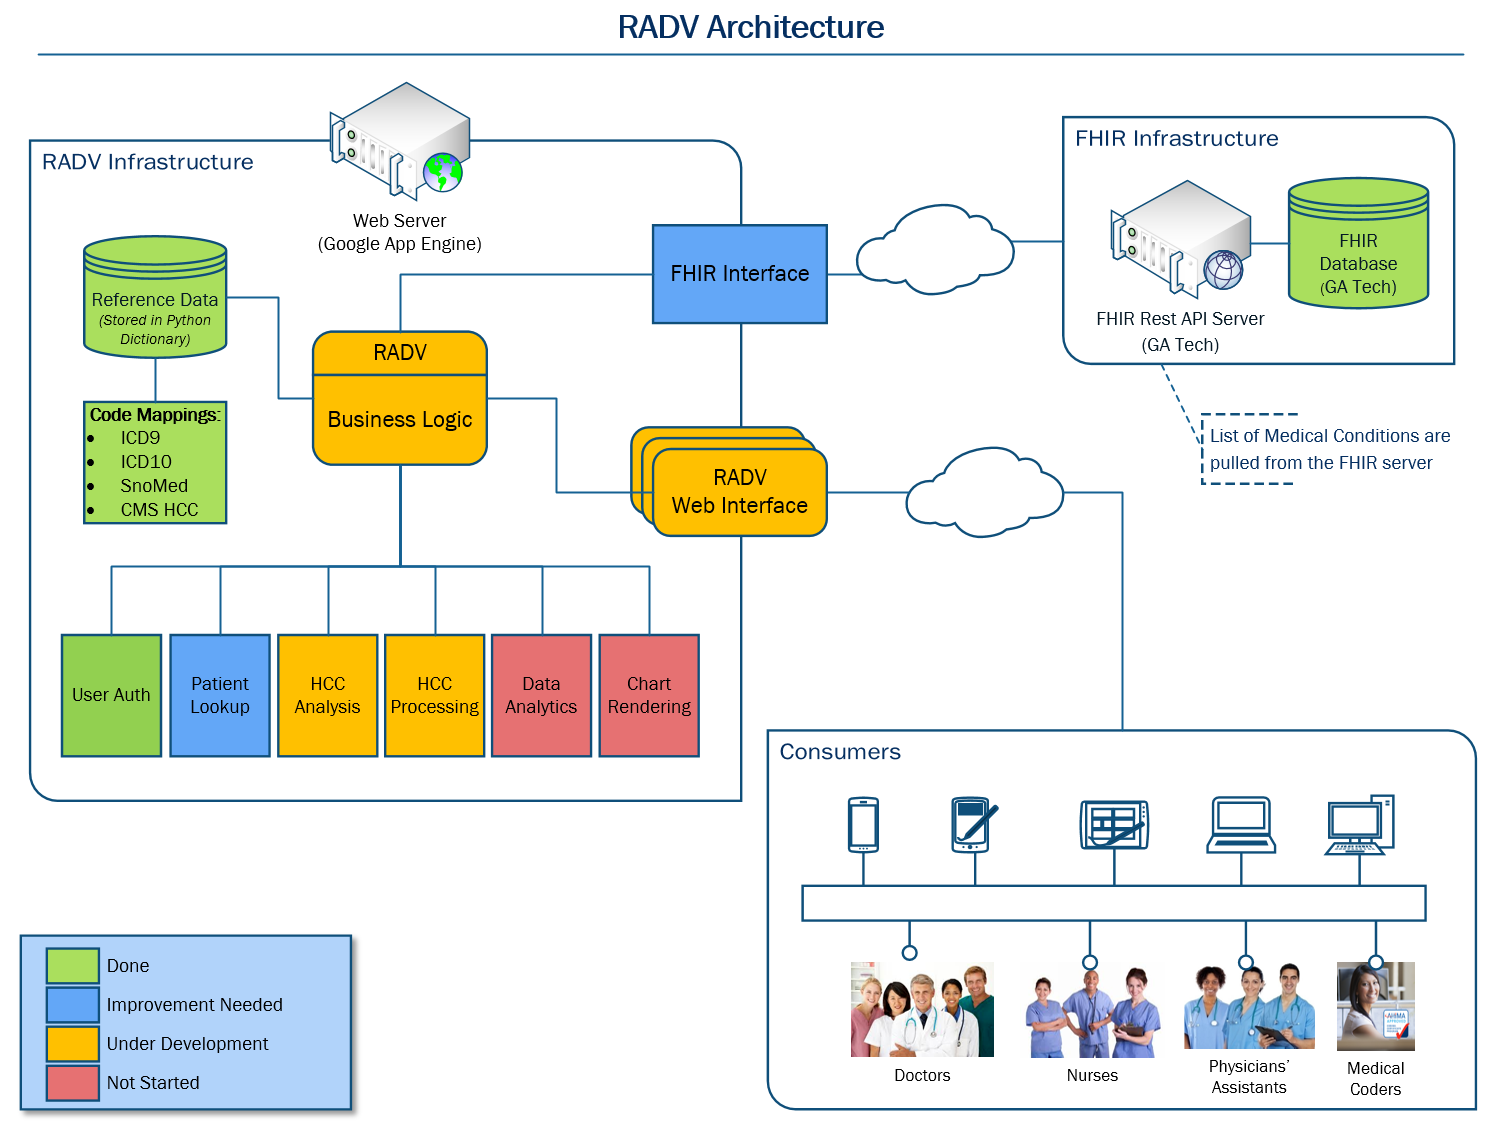 RADV Architecture
RADV Infrastructure
Web Server
(Google App Engine)
Reference Data
(Stored in Python
Dictionary)
Code Mappings:
• ICD9
• ICD10
• SnoMed
• CMS HCC
RADV
Business Logic
FHIR Interface
RADV
Web Interface
User Auth
Patient
Lookup
HCC
Analysis
HCC
Processing
Data
Analytics
Chart
Rendering
FHIR Infrastructure
FHIR Rest API Server
(GA Tech)
FHIR
Database
(GA Tech)
List of Medical Conditions are
pulled from the FHIR server
Consumers
Doctors
Nurses
Physicians’
Assistants
AHIMA
Medical
Coders
Done
Improvement Needed
Under Development
Not Started